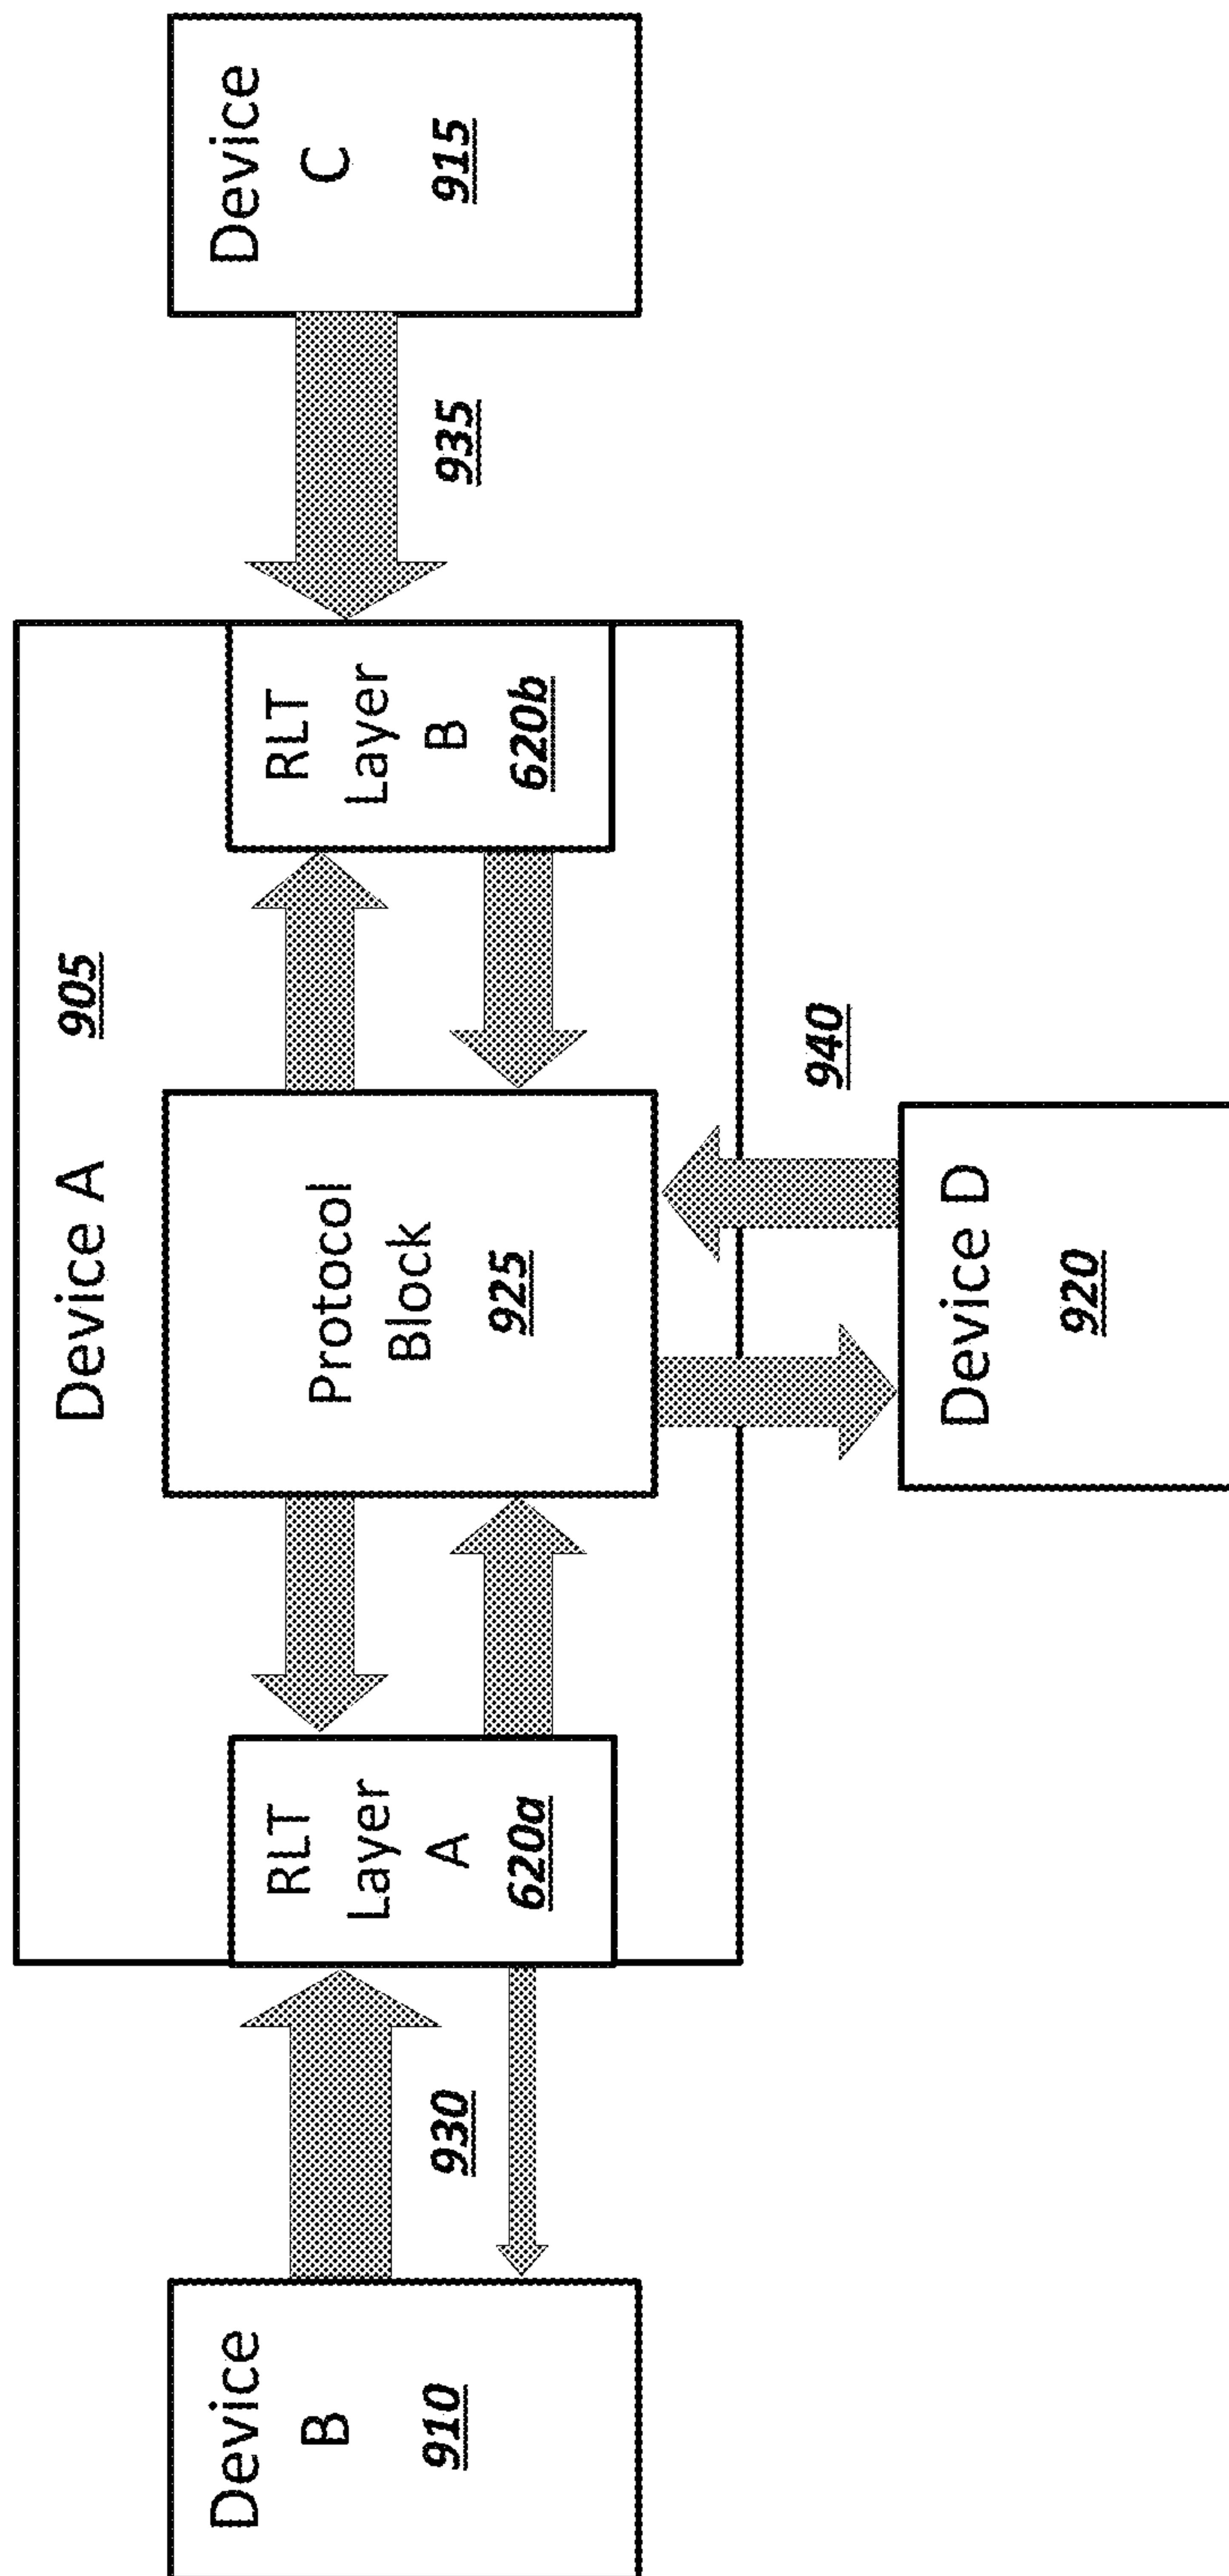 Device A
905
Device
B
910
930
RLT
Layer
A
620a
Protocol
Block
925
RLT
Layer
B
620b
935
Device
C
915
940
Device D
920